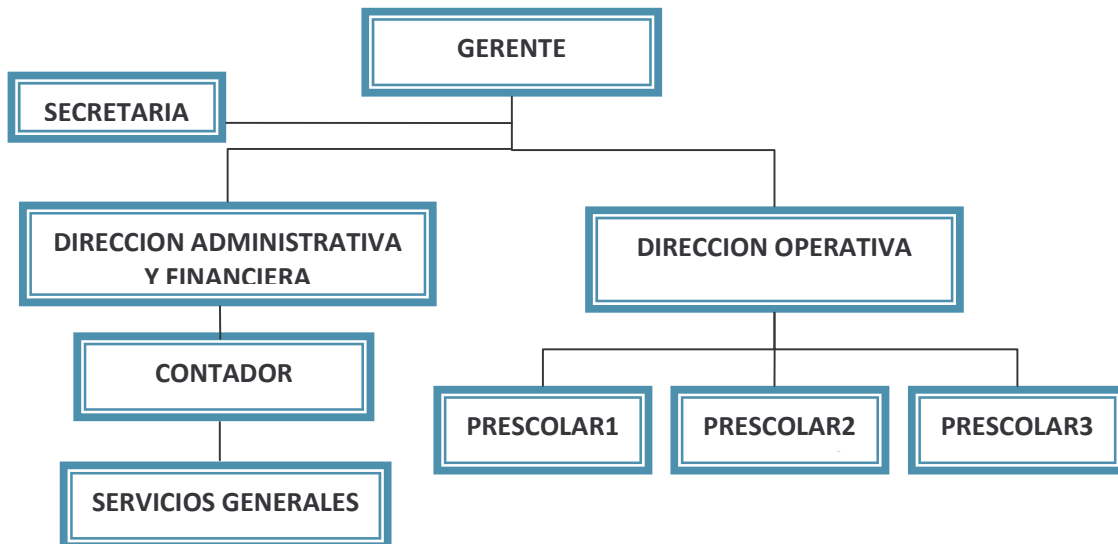 GERENTE
SECRETARIA
DIRECCION ADMINISTRATIVA
Y FINANCIERA
DIRECCION OPERATIVA
CONTADOR
PRESCOLAR1
PRESCOLAR2
PRESCOLAR3
SERVICIOS GENERALES